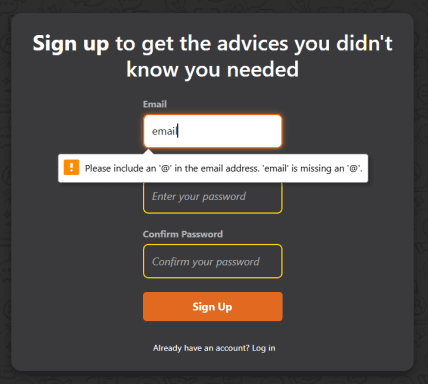 Sign up to get the advices you didn't
know you needed
Email
email
Please include an '@' in the email address. 'email' is missing an '@'.
Enter your password
Confirm Password
Confirm your password
Sign Up
Already have an account? Log in